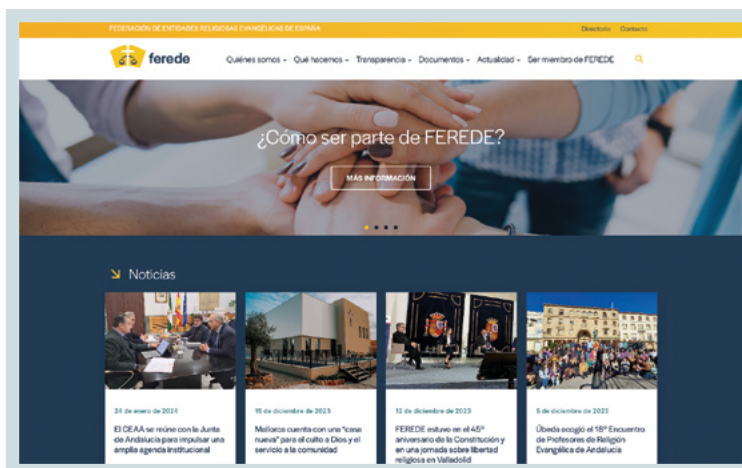 FEDERACIÓN DE ENTIDADES RELIGIOSAS EVANGÉLICAS DE ESPAÑA
Directorio Contacto
ferede
Quiénes somos Qué hacemos Transparencia Documentos Actualidad Ser miembro de FEREDE
¿Cómo ser parte de FEREDE?
MÁS INFORMACIÓN
Noticias
24 de enero de 2024
El CEAA se reúne con la Junta
de Andalucía para impulsar una
amplia agenda institucional
15 de diciembre de 2023
Mallorca cuenta con una "casa
nueva" para el culto a Dios y el
servicio a la comunidad
12 de diciembre de 2023
FEREDE estuvo en el 45º
aniversario de la Constitución y
en una jornada sobre libertad
religiosa en Valladolid
5 de diciembre de 2023
Úbeda acogió el 18º Encuentro
de Profesores de Religión
Evangélica de Andalucía